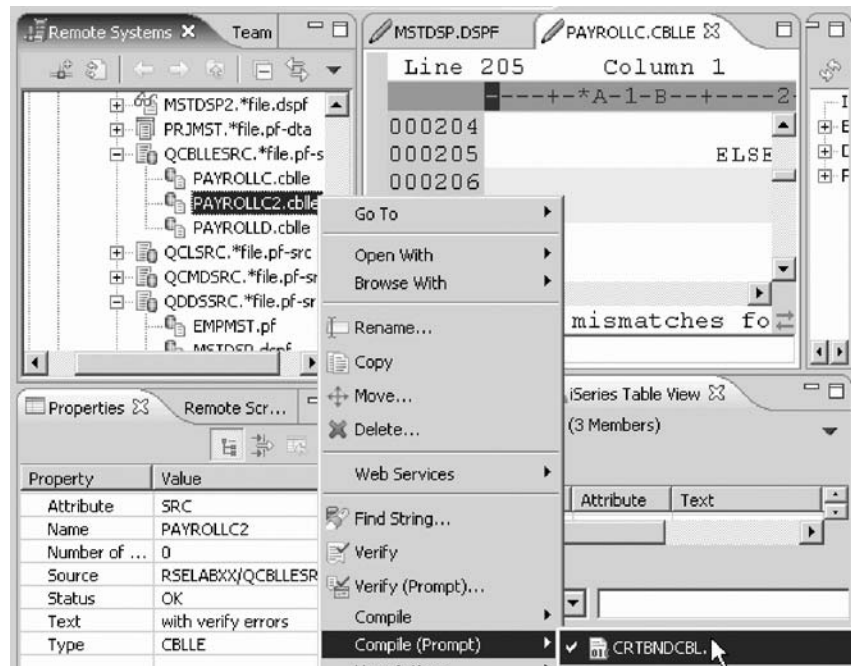 Remote Systems
Team
MSTDSP.DSPF
PAYROLLC.CBLLE
Line 205 Column 1
----+-*A-1-B--+----2-
000204
000205 ELSE
000206
MSTDSP2.*file.dspf
PRJMST.*file.pf-dta
QCBLLESRC.*file.pf-s
PAYROLLC.cblle
PAYROLLC2.cblle
PAYROLLD.cblle
QCLSRC.*file.pf-src
QCMDSRC.*file.pf-sr
QDDSSRC.*file.pf-sr
EMPMST.pf
MSTDSP.dspf
mismatches fo
Go To
Open With
Browse With
Rename...
Copy
Move...
Delete...
Web Services
Find String...
Verify
Verify (Prompt)...
Compile
Compile (Prompt)
CRTBNDCBL.
Properties
Remote Scr...
Property Value
Attribute SRC
Name PAYROLLC2
Number of ... 0
Source RSELABXX/QCBLLESR
Status OK
Text with verify errors
Type CBLLE
iSeries Table View
(3 Members)
Attribute Text